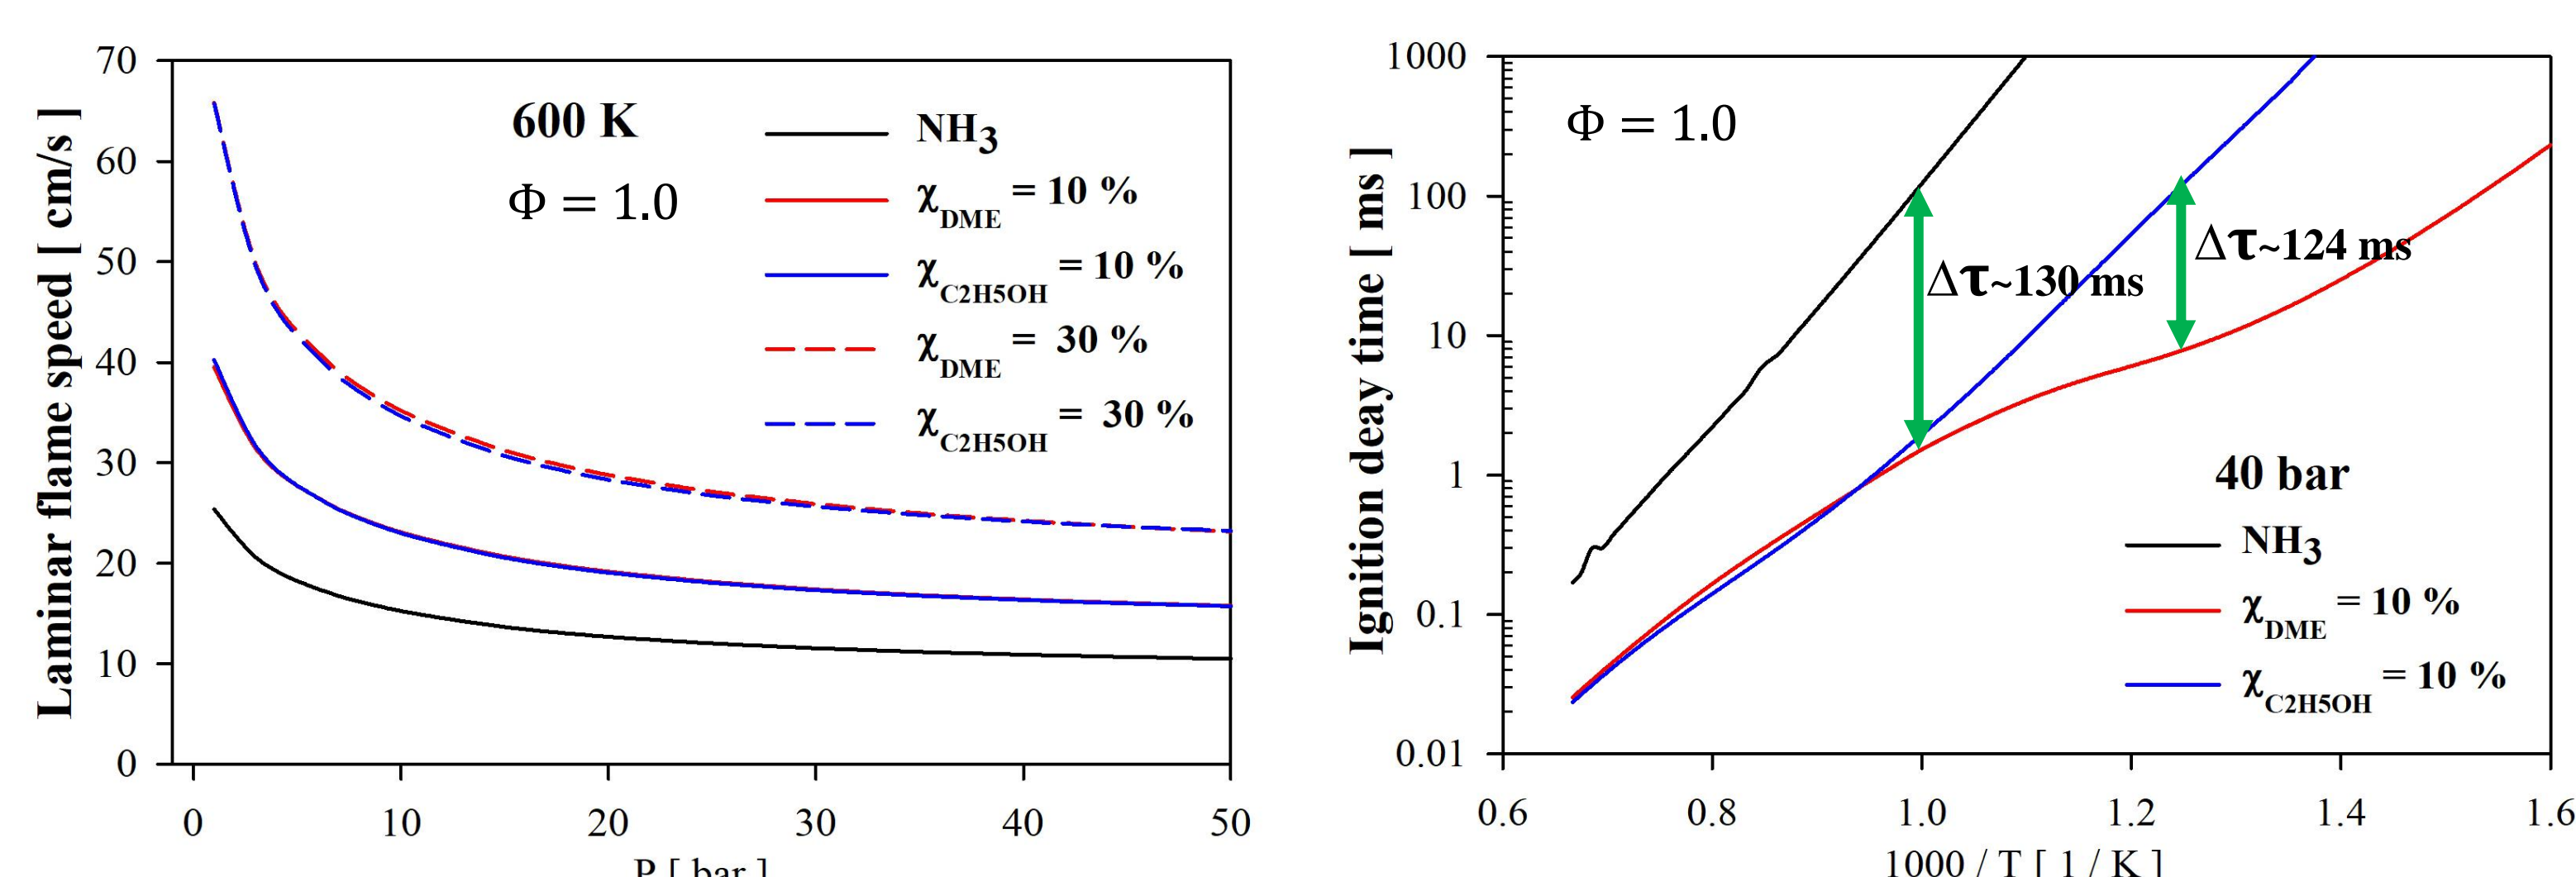 70
60
50
40
30
20
10
0
Laminar flame speed [ cm/s ]
600 K
Φ = 1.0
NH3
χDME = 10 %
χC2H5OH = 10 %
χDME = 30 %
χC2H5OH = 30 %
0 10 20 30 40 50
P [ bar ]
1000
100
10
1
0.1
0.01
Ignition deay time [ ms ]
Φ = 1.0
Δτ~130 ms
Δτ~124 ms
40 bar
NH3
χDME = 10 %
χC2H5OH = 10 %
0.6 0.8 1.0 1.2 1.4 1.6
1000 / T [ 1 / K ]